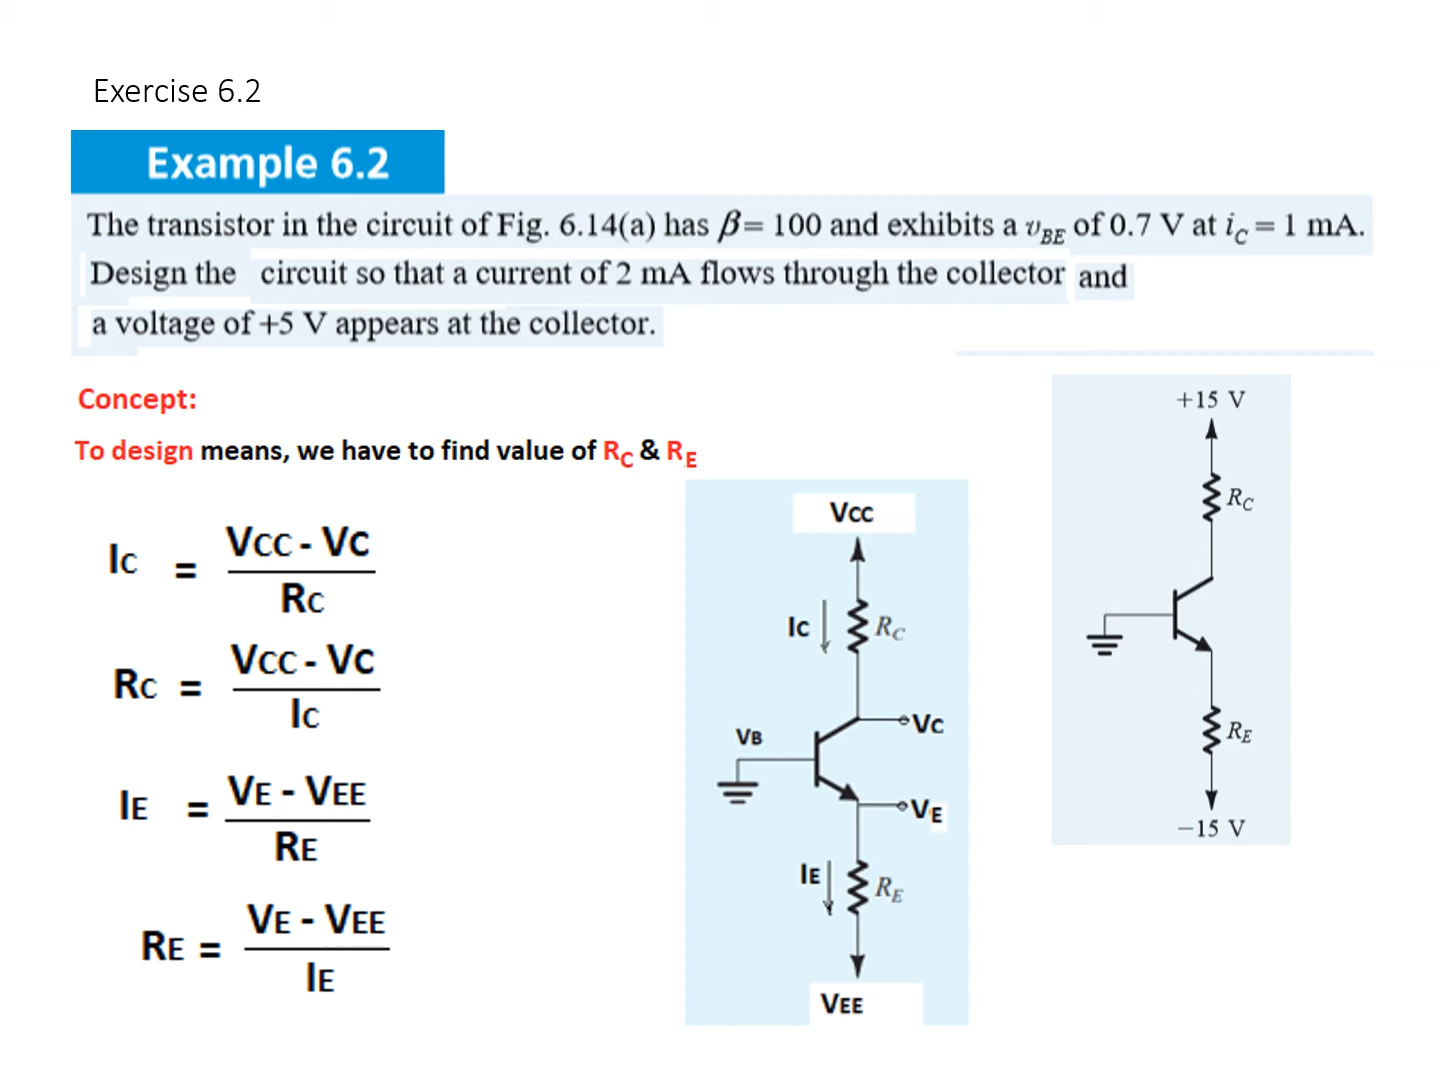 Exercise 6.2
Example 6.2
The transistor in the circuit of Fig. 6.14(a) has β = 100 and exhibits a vBE of 0.7 V at iC = 1 mA.
Design the circuit so that a current of 2 mA flows through the collector and
a voltage of +5 V appears at the collector.
Concept:
To design means, we have to find value of RC & RE
IC = VCC - VC
RC
RC = VCC - VC
IC
IE = VE - VEE
RE
RE = VE - VEE
IE
VCC
IC
RC
VB
VC
VE
IE
RE
VEE
+15 V
RC
RE
−15 V